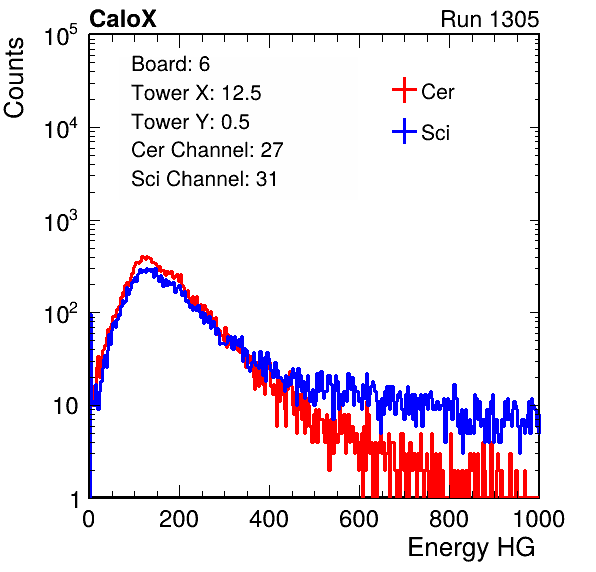 CaloX Run 1305
Counts
10^5
10^4
10^3
10^2
10
1
Board: 6
Tower X: 12.5
Tower Y: 0.5
Cer Channel: 27
Sci Channel: 31
Cer
Sci
0 200 400 600 800 1000
Energy HG